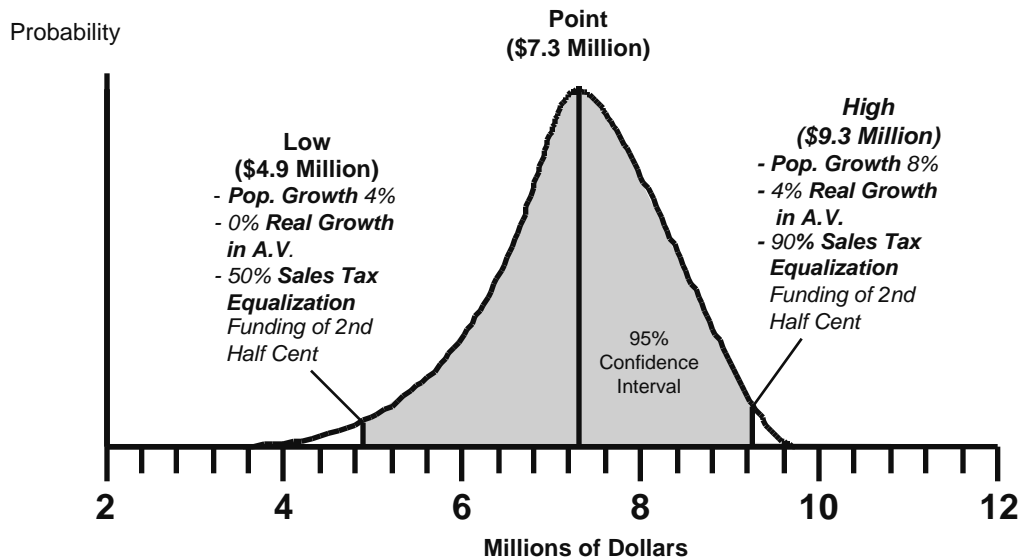 Probability
Point
($7.3 Million)
Low
($4.9 Million)
- Pop. Growth 4%
- 0% Real Growth
in A.V.
- 50% Sales Tax
Equalization
Funding of 2nd
Half Cent
High
($9.3 Million)
- Pop. Growth 8%
- 4% Real Growth
in A.V.
- 90% Sales Tax
Equalization
Funding of 2nd
Half Cent
95%
Confidence
Interval
2 4 6 8 10 12
Millions of Dollars